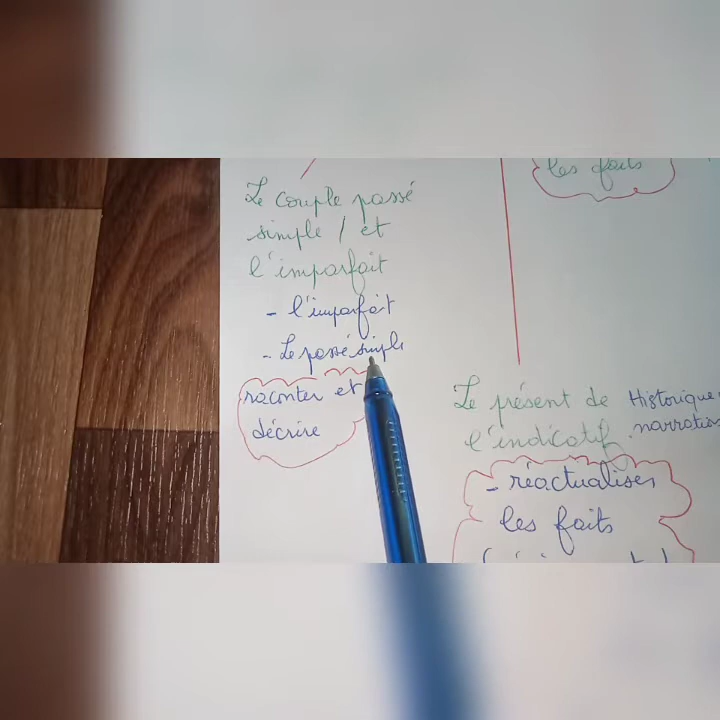 les faits
Le couple passé
simple / et
l'imparfait
- l'imparfait
- Le passé simple
raconter et
décrire
Le présent de
l'indicatif.
Historique
narration
- réactualiser
les faits